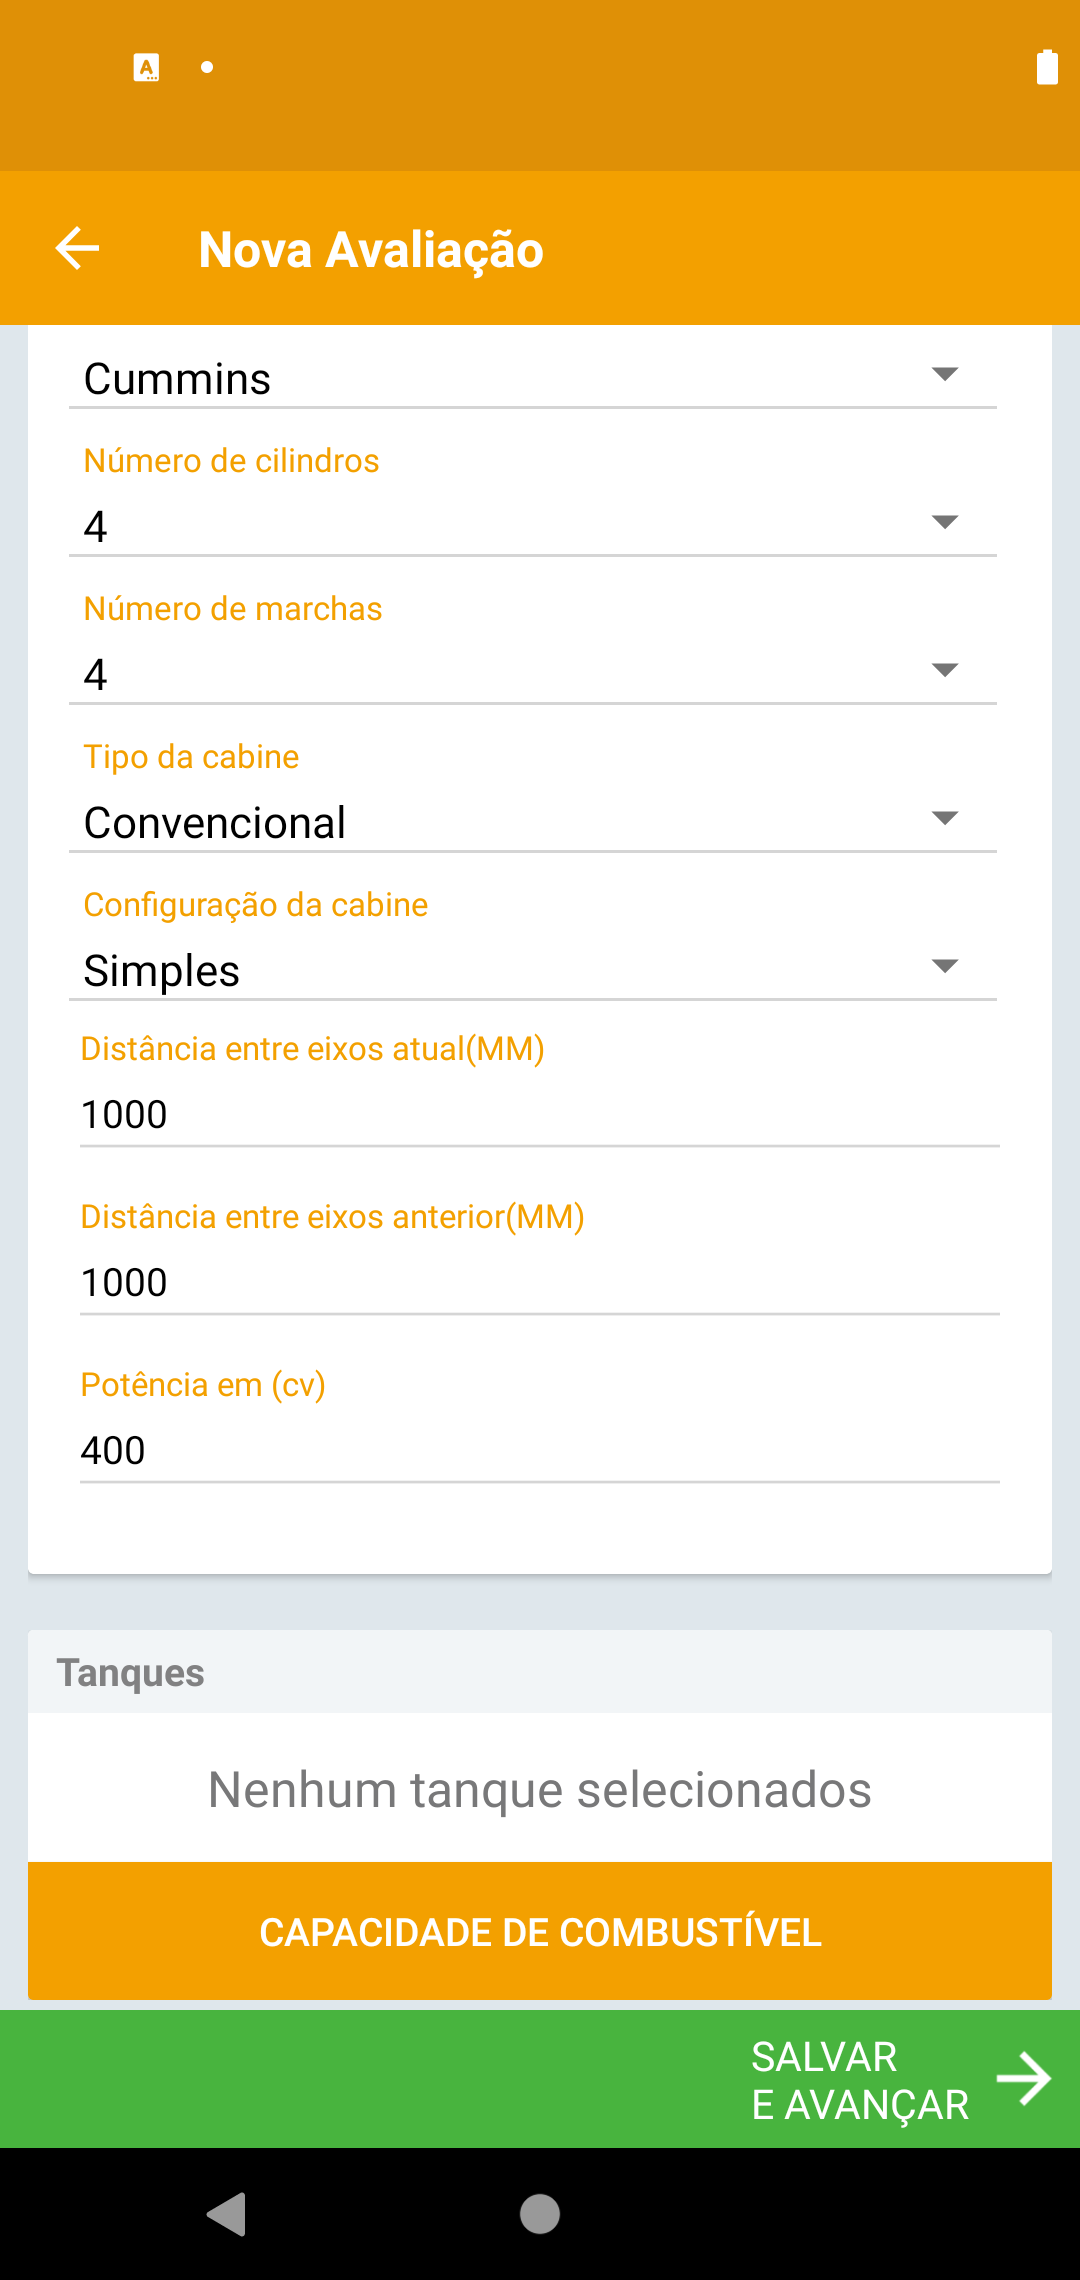 Nova Avaliação
Cummins
Número de cilindros
4
Número de marchas
4
Tipo da cabine
Convencional
Configuração da cabine
Simples
Distância entre eixos atual(MM)
1000
Distância entre eixos anterior(MM)
1000
Potência em (cv)
400
Tanques
Nenhum tanque selecionados
CAPACIDADE DE COMBUSTÍVEL
SALVAR
E AVANÇAR